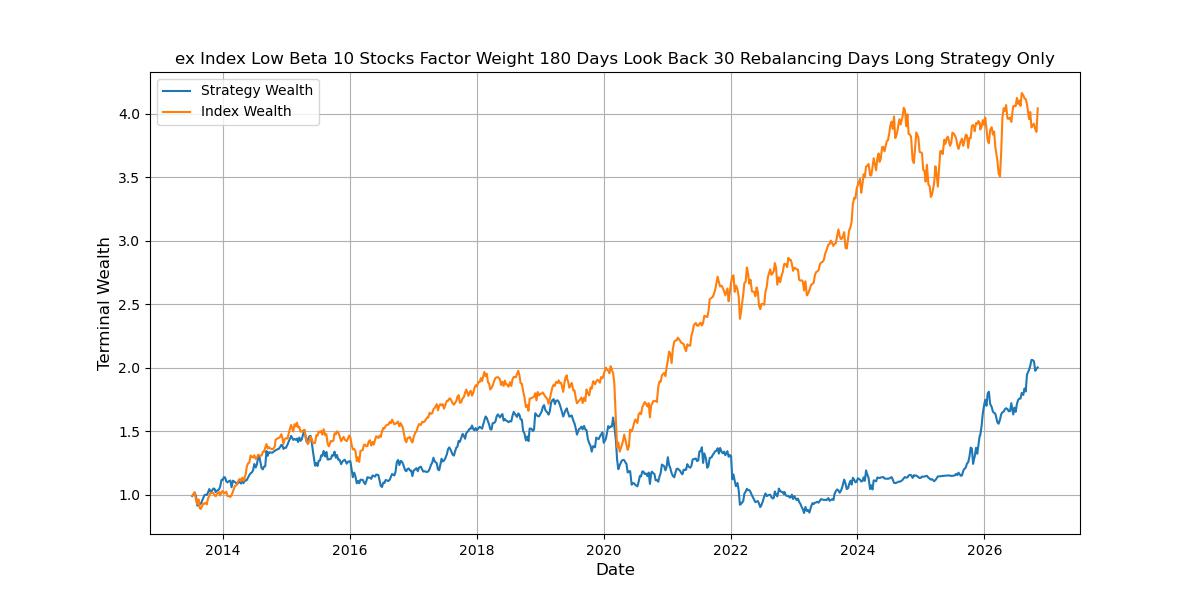 ex Index Low Beta 10 Stocks Factor Weight 180 Days Look Back 30 Rebalancing Days Long Strategy Only
Strategy Wealth
Index Wealth
Terminal Wealth
4.0
3.5
3.0
2.5
2.0
1.5
1.0
2014 2016 2018 2020 2022 2024 2026
Date